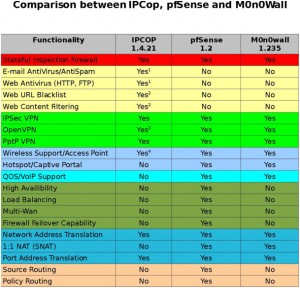 Comparison between IPCop, pfSense and M0n0Wall
Functionality IPCOP 1.4.21 pfSense 1.2 M0n0wall 1.235
Stateful Inspection Firewall Yes Yes Yes
E-mail AntiVirus/AntiSpam Yes¹ No No
Web Antivirus (HTTP, FTP) Yes¹ No No
Web URL Blacklist Yes² No No
Web Content Filtering Yes² No No
IPSec VPN Yes Yes Yes
OpenVPN Yes³ Yes No
PptP VPN Yes Yes Yes
Wireless Support/Access Point Yes⁴ Yes Yes
Hotspot/Captive Portal No Yes Yes
QOS/VoIP Support No Yes Yes
High Availibility No Yes No
Load Balancing No Yes No
Multi-Wan No Yes No
Firewall Failover Capability No Yes No
Network Address Translation Yes Yes Yes
1:1 NAT (SNAT) No Yes Yes
Port Address Translation Yes Yes Yes
Source Routing No Yes No
Policy Routing No Yes No